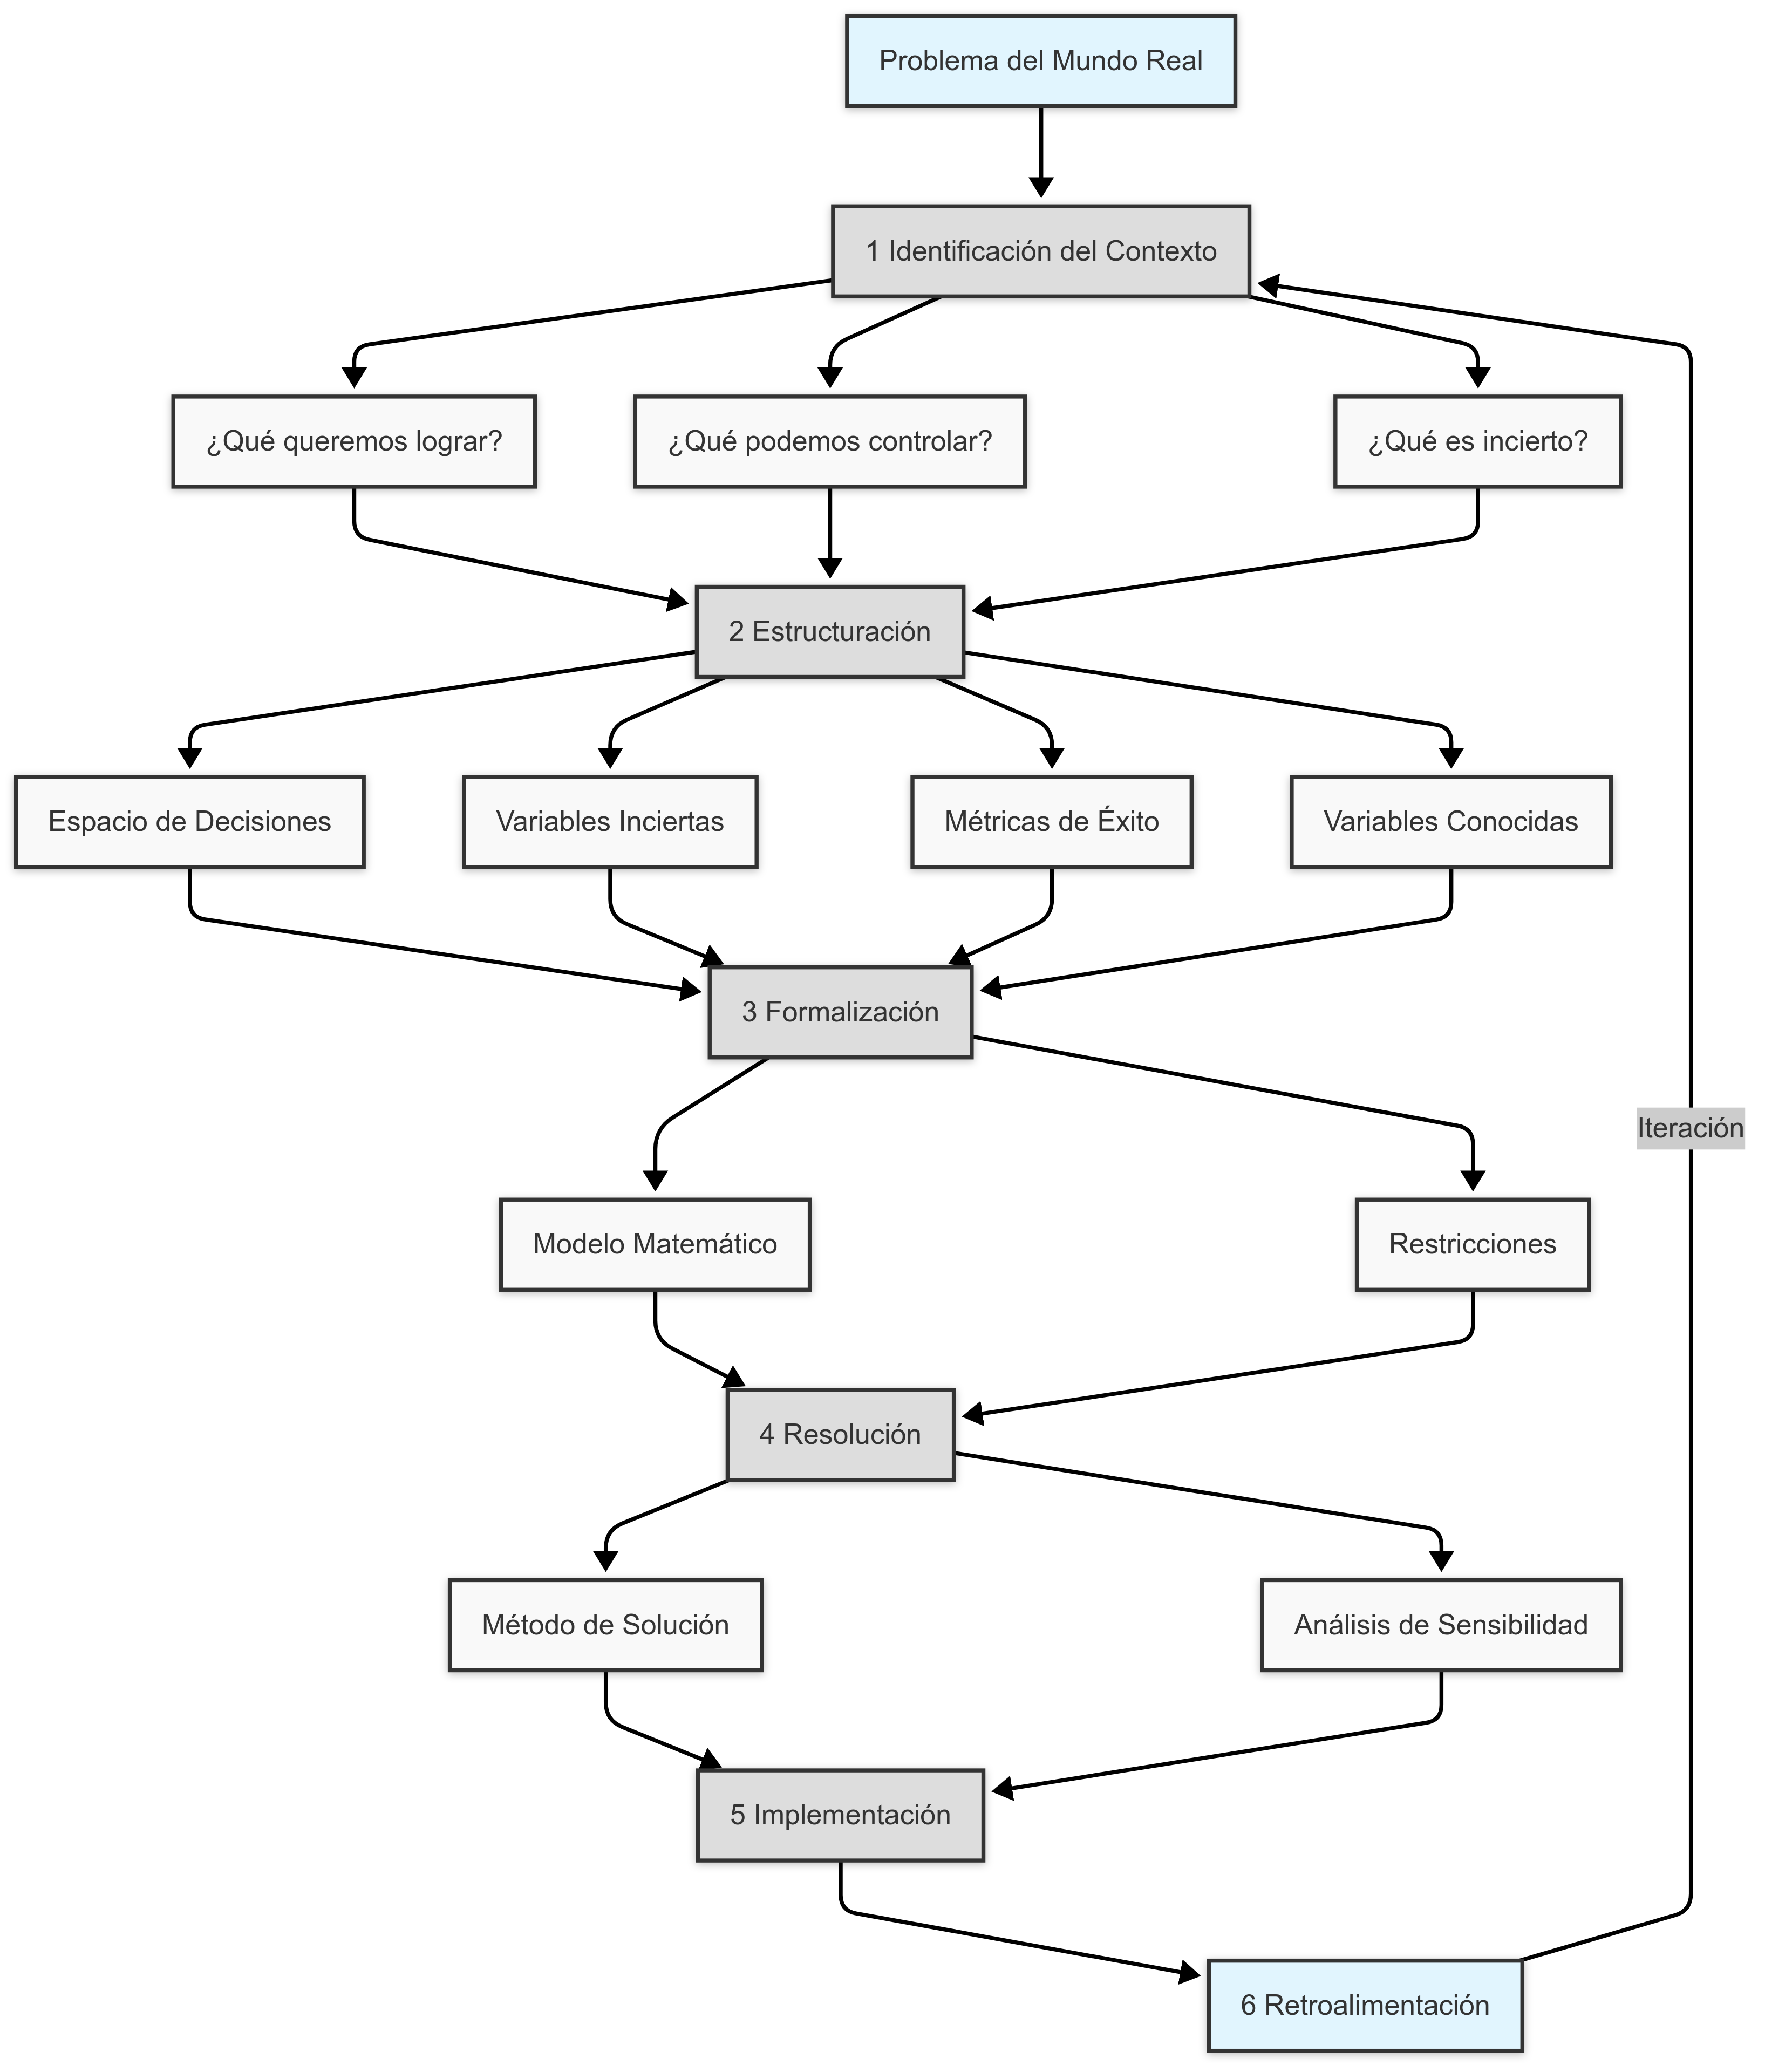 Problema del Mundo Real
1 Identificación del Contexto
¿Qué queremos lograr?
¿Qué podemos controlar?
¿Qué es incierto?
2 Estructuración
Espacio de Decisiones
Variables Inciertas
Métricas de Éxito
Variables Conocidas
3 Formalización
Iteración
Modelo Matemático
Restricciones
4 Resolución
Método de Solución
Análisis de Sensibilidad
5 Implementación
6 Retroalimentación